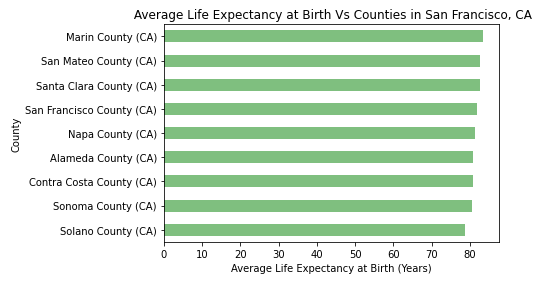 Average Life Expectancy at Birth Vs Counties in San Francisco, CA
County
Marin County (CA)
San Mateo County (CA)
Santa Clara County (CA)
San Francisco County (CA)
Napa County (CA)
Alameda County (CA)
Contra Costa County (CA)
Sonoma County (CA)
Solano County (CA)
0 10 20 30 40 50 60 70 80
Average Life Expectancy at Birth (Years)